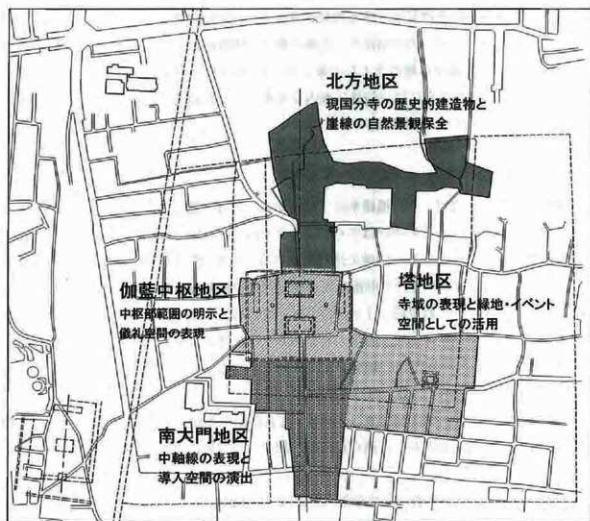 北方地区
現国分寺の歴史的建造物と
崖線の自然景観保全
伽藍中枢地区
中枢部範囲の明示と
儀礼空間の表現
塔地区
寺域の表現と緑地・イベント
空間としての活用
南大門地区
中軸線の表現と
導入空間の演出